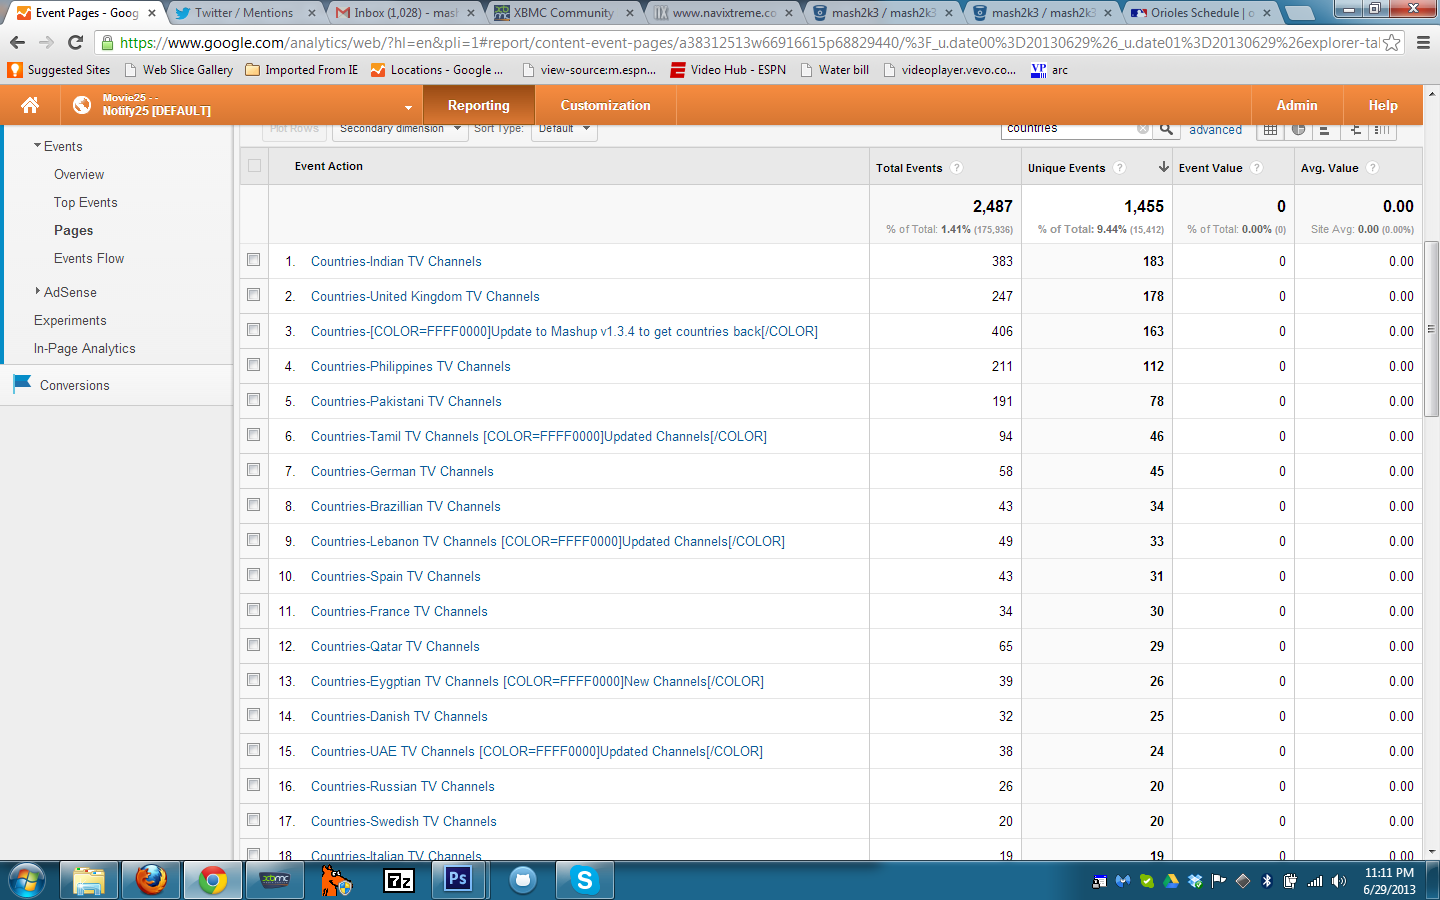 Event Pages - Goog
Twitter / Mentions
Inbox (1,028) - mash
XBMC Community
www.navixtreme.co
mash2k3 / mash2k3
mash2k3 / mash2k3
Orioles Schedule | o
https://www.google.com/analytics/web/?hl=en&pli=1#report/content-event-pages/a38312513w66916615p68829440/%3F_u.date00%3D20130629%26_u.date01%3D20130629%26explorer-tal
Suggested Sites
Web Slice Gallery
Imported From IE
Locations - Google ...
view-source:m.espn...
Video Hub - ESPN
Water bill
videoplayer.vevo.co...
VP
arc
Movie25 - -
Notify25 [DEFAULT]
Reporting
Customization
Admin
Help
Events
Overview
Top Events
Pages
Events Flow
AdSense
Experiments
In-Page Analytics
Conversions
Plot Rows
Secondary dimension
Sort Type:
Default
countries
advanced
Event Action
Total Events ?
Unique Events ?
Event Value ?
Avg. Value ?
2,487
% of Total: 1.41% (175,936)
1,455
% of Total: 9.44% (15,412)
0
% of Total: 0.00% (0)
0.00
Site Avg: 0.00 (0.00%)
1. Countries-Indian TV Channels 383 183 0 0.00
2. Countries-United Kingdom TV Channels 247 178 0 0.00
3. Countries-[COLOR=FFFF0000]Update to Mashup v1.3.4 to get countries back[/COLOR] 406 163 0 0.00
4. Countries-Philippines TV Channels 211 112 0 0.00
5. Countries-Pakistani TV Channels 191 78 0 0.00
6. Countries-Tamil TV Channels [COLOR=FFFF0000]Updated Channels[/COLOR] 94 46 0 0.00
7. Countries-German TV Channels 58 45 0 0.00
8. Countries-Brazillian TV Channels 43 34 0 0.00
9. Countries-Lebanon TV Channels [COLOR=FFFF0000]Updated Channels[/COLOR] 49 33 0 0.00
10. Countries-Spain TV Channels 43 31 0 0.00
11. Countries-France TV Channels 34 30 0 0.00
12. Countries-Qatar TV Channels 65 29 0 0.00
13. Countries-Eygptian TV Channels [COLOR=FFFF0000]New Channels[/COLOR] 39 26 0 0.00
14. Countries-Danish TV Channels 32 25 0 0.00
15. Countries-UAE TV Channels [COLOR=FFFF0000]Updated Channels[/COLOR] 38 24 0 0.00
16. Countries-Russian TV Channels 26 20 0 0.00
17. Countries-Swedish TV Channels 20 20 0 0.00
18. Countries-Italian TV Channels 19 19 0 0.00
xbmc
7z
Ps
S
11:11 PM
6/29/2013